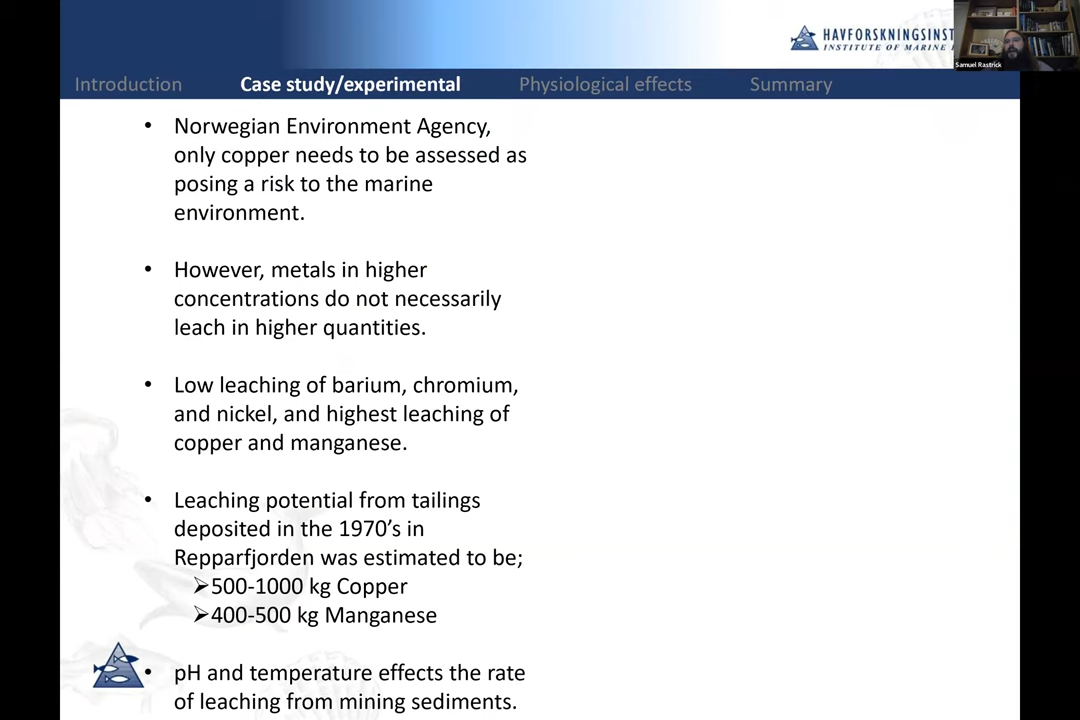 HAVFORSKNINGSINST
INSTITUTE OF MARINE
Samuel Rastrick
Introduction Case study/experimental Physiological effects Summary
• Norwegian Environment Agency,
only copper needs to be assessed as
posing a risk to the marine
environment.
• However, metals in higher
concentrations do not necessarily
leach in higher quantities.
• Low leaching of barium, chromium,
and nickel, and highest leaching of
copper and manganese.
• Leaching potential from tailings
deposited in the 1970’s in
Repparfjorden was estimated to be;
➢500-1000 kg Copper
➢400-500 kg Manganese
• pH and temperature effects the rate
of leaching from mining sediments.